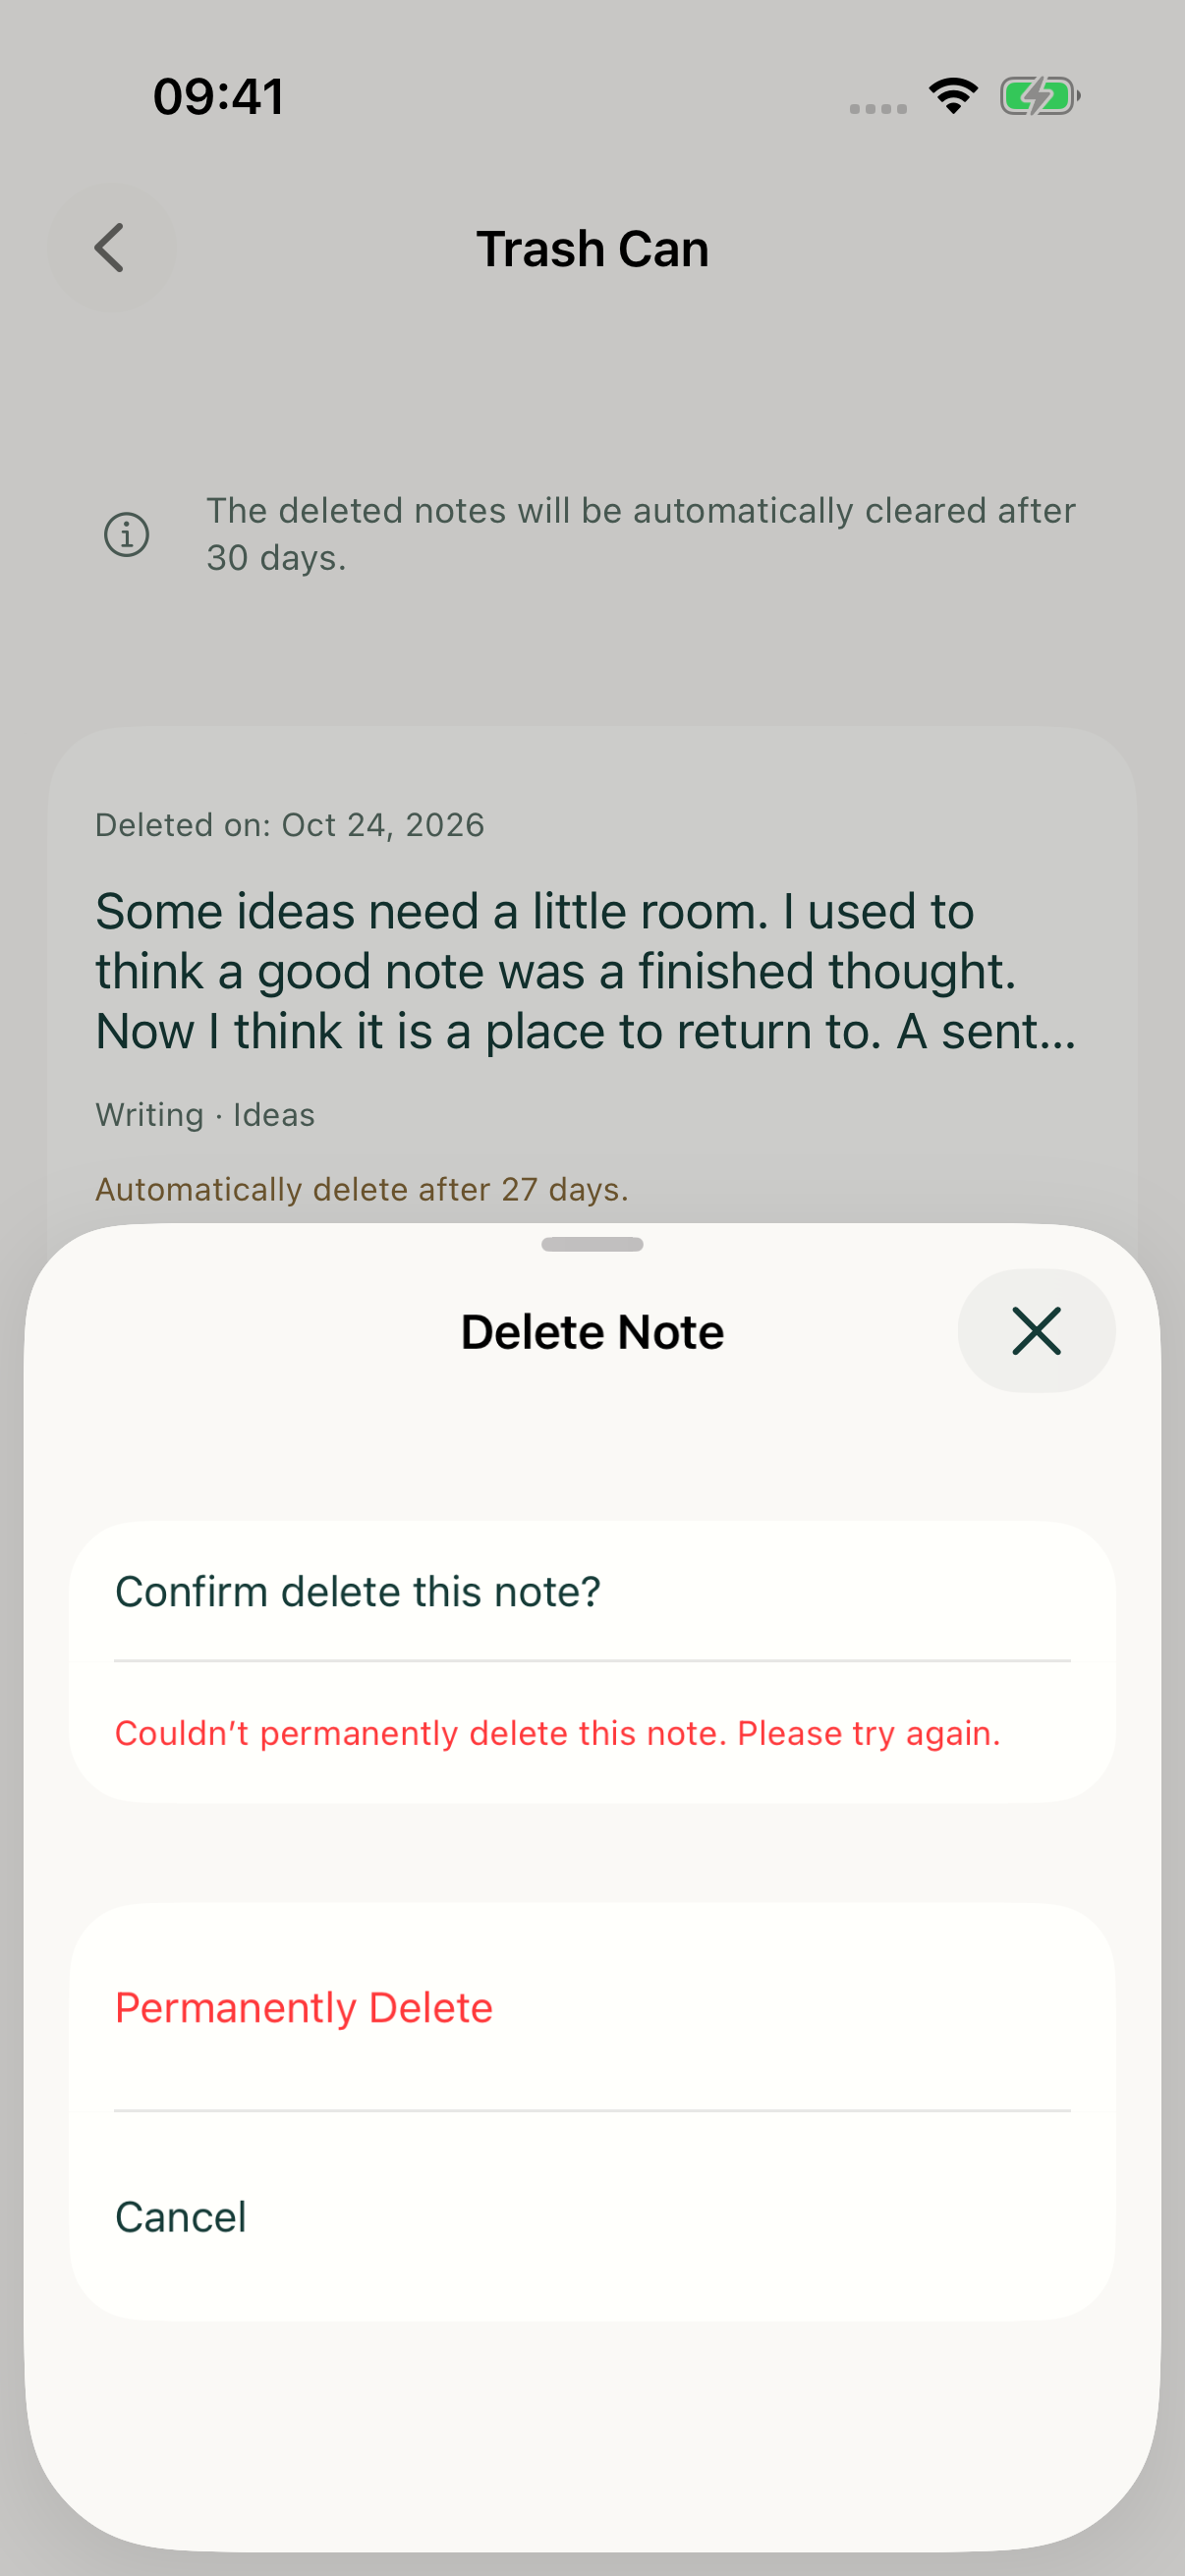 09:41
Trash Can
The deleted notes will be automatically cleared after
30 days.
Deleted on: Oct 24, 2026
Some ideas need a little room. I used to
think a good note was a finished thought.
Now I think it is a place to return to. A sent...
Writing · Ideas
Automatically delete after 27 days.
Delete Note
Confirm delete this note?
Couldn’t permanently delete this note. Please try again.
Permanently Delete
Cancel